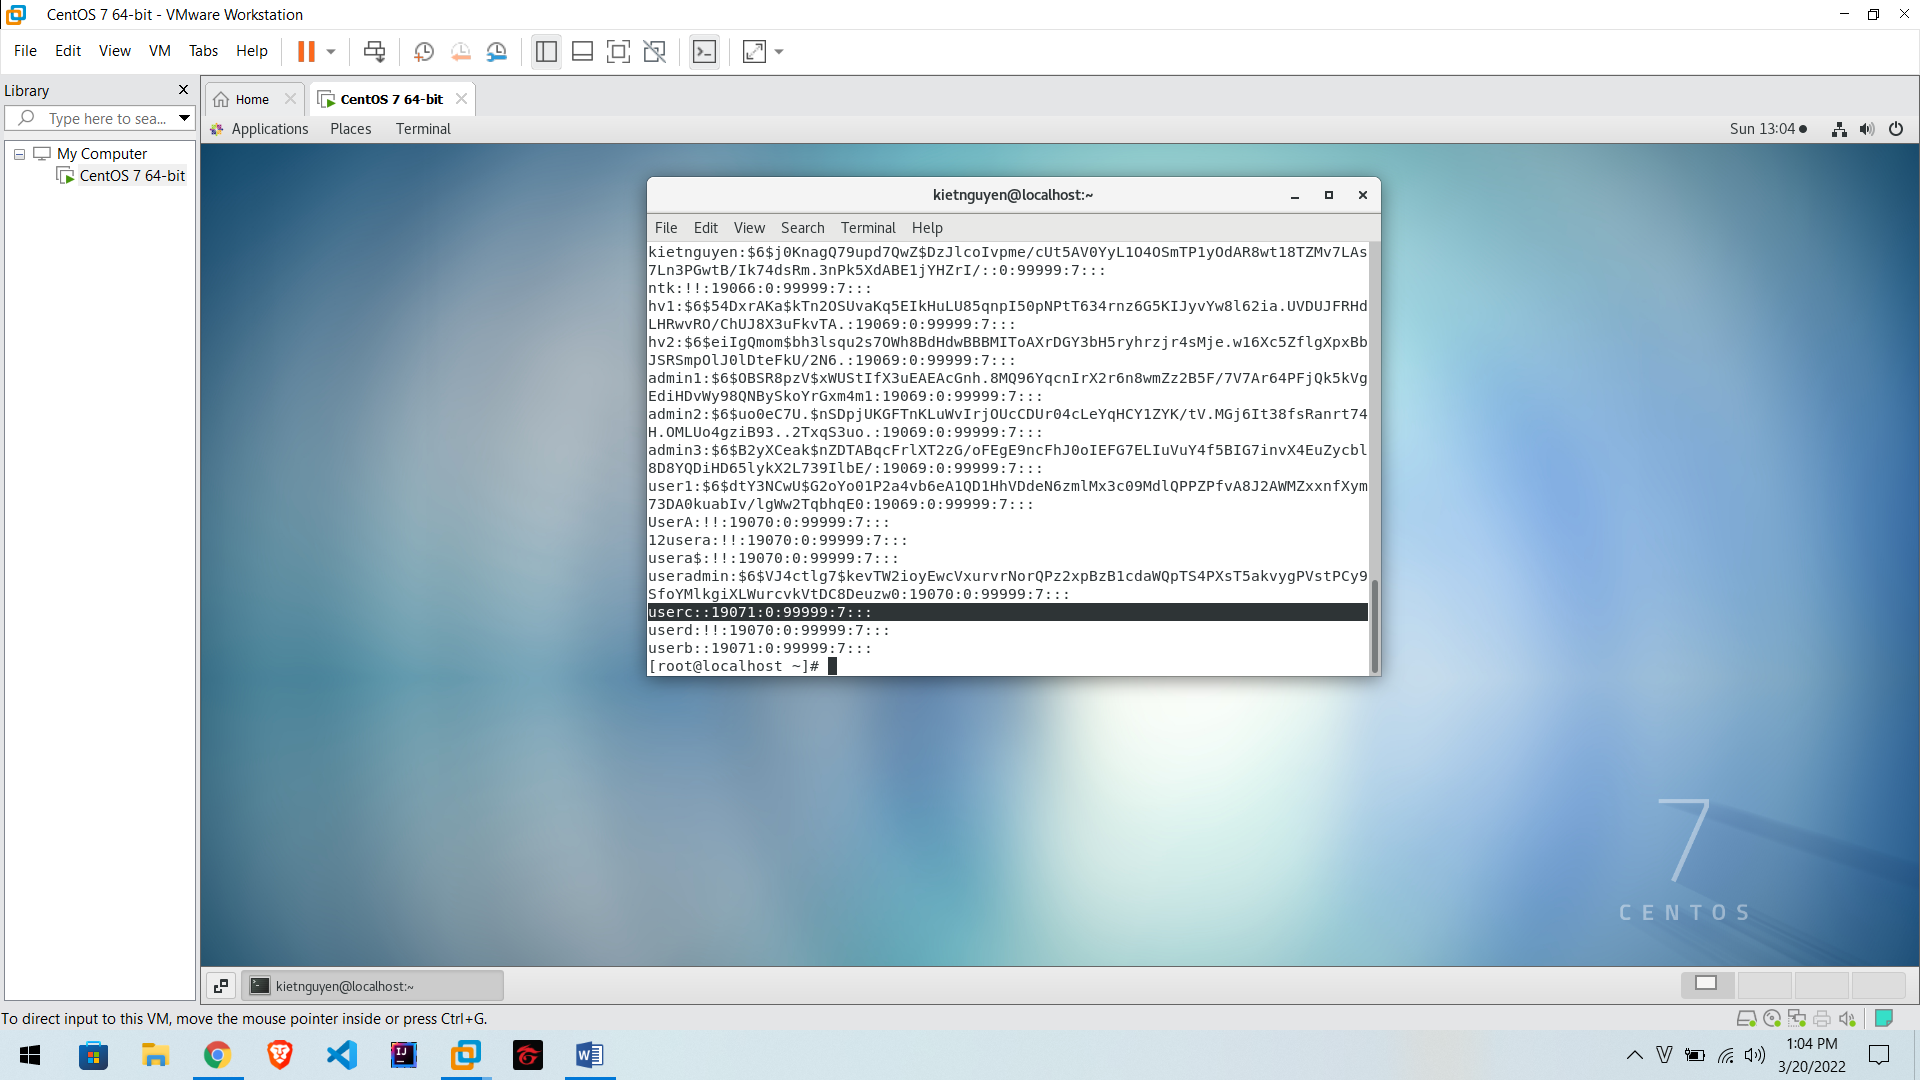 CentOS 7 64-bit - VMware Workstation
File Edit View VM Tabs Help
Library
Type here to sea...
My Computer
CentOS 7 64-bit
Home
CentOS 7 64-bit
Applications Places Terminal
Sun 13:04
kietnguyen@localhost:~
File Edit View Search Terminal Help
kietnguyen:$6$j0KnagQ79upd7QwZ$DzJlcoIvpme/cUt5AV0YyL1O4OSmTP1yOdAR8wt18TZMv7LAs
7Ln3PGwtB/Ik74dsRm.3nPk5XdABE1jYHZrI/::0:99999:7:::
ntk:!!:19066:0:99999:7:::
hv1:$6$54DxrAKa$kTn2OSUvaKq5EIkHuLU85qnpI50pNPtT634rnz6G5KIJyvYw8l62ia.UVDUJFRHd
LHRwvRO/ChUJ8X3uFkvTA.:19069:0:99999:7:::
hv2:$6$eiIgQmom$bh3lsqu2s7OWh8BdHdwBBBMIToAXrDGY3bH5ryhrzjr4sMje.w16Xc5ZflgXpxBb
JSRSmpOlJ0lDteFkU/2N6.:19069:0:99999:7:::
admin1:$6$OBSR8pzV$xWUStIfX3uEAEAcGnh.8MQ96YqcnIrX2r6n8wmZz2B5F/7V7Ar64PFjQk5kVg
EdiHDvWy98QNBySkoYrGxm4m1:19069:0:99999:7:::
admin2:$6$uo0eC7U.$nSDpjUKGFTnKLuWvIrjOUcCDUr04cLeYqHCY1ZYK/tV.MGj6It38fsRanrt74
H.OMLUo4gziB93..2TxqS3uo.:19069:0:99999:7:::
admin3:$6$B2yXCeak$nZDTABqcFrlXT2zG/oFEgE9ncFhJ0oIEFG7ELIuVuY4f5BIG7invX4EuZycbl
8D8YQDiHD65lykX2L739IlbE/:19069:0:99999:7:::
user1:$6$dtY3NCwU$G2oYo01P2a4vb6eA1QD1HhVDdeN6zmlMx3c09MdlQPPZPfvA8J2AWMZxxnfXym
73DA0kuabIv/lgWw2TqbhqE0:19069:0:99999:7:::
UserA:!!:19070:0:99999:7:::
12usera:!!:19070:0:99999:7:::
usera$:!!:19070:0:99999:7:::
useradmin:$6$VJ4ctlg7$kevTW2ioyEwcVxurvrNorQPz2xpBzB1cdaWQpTS4PXsT5akvygPVstPCy9
SfoYMlkgiXLWurcvkVtDC8Deuzw0:19070:0:99999:7:::
userc::19071:0:99999:7:::
userd:!!:19070:0:99999:7:::
userb::19071:0:99999:7:::
[root@localhost ~]#
7
CENTOS
kietnguyen@localhost:~
To direct input to this VM, move the mouse pointer inside or press Ctrl+G.
1:04 PM
3/20/2022